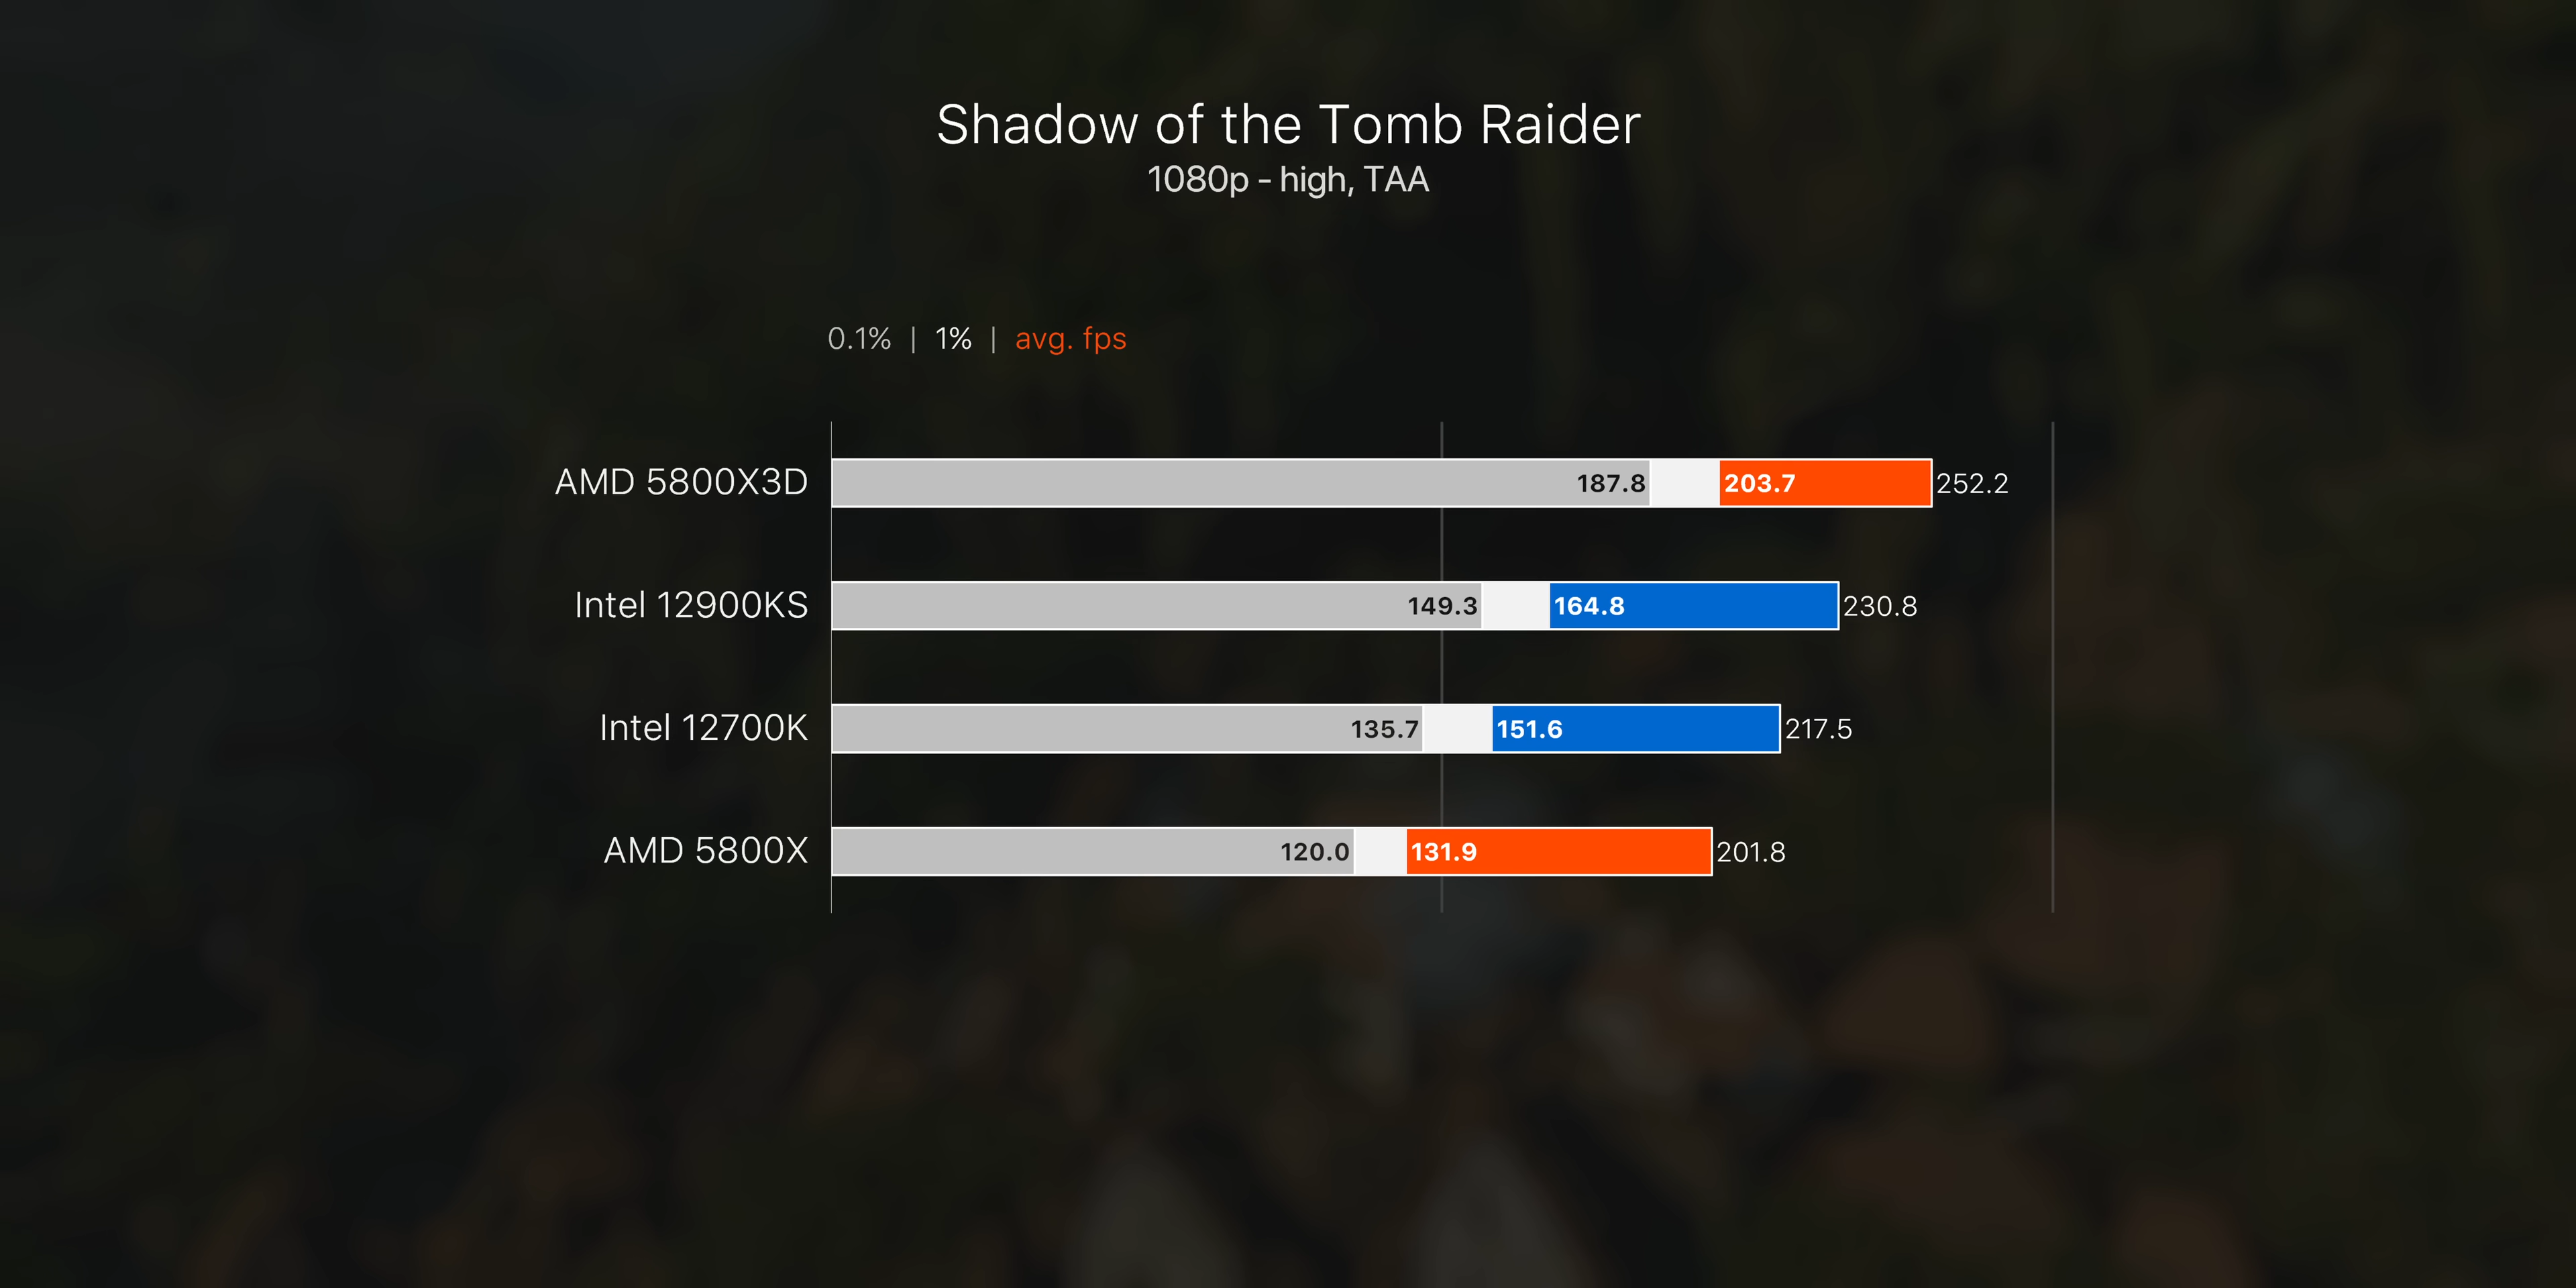 Shadow of the Tomb Raider
1080p - high, TAA
0.1% | 1% | avg. fps
AMD 5800X3D 187.8 203.7 252.2
Intel 12900KS 149.3 164.8 230.8
Intel 12700K 135.7 151.6 217.5
AMD 5800X 120.0 131.9 201.8